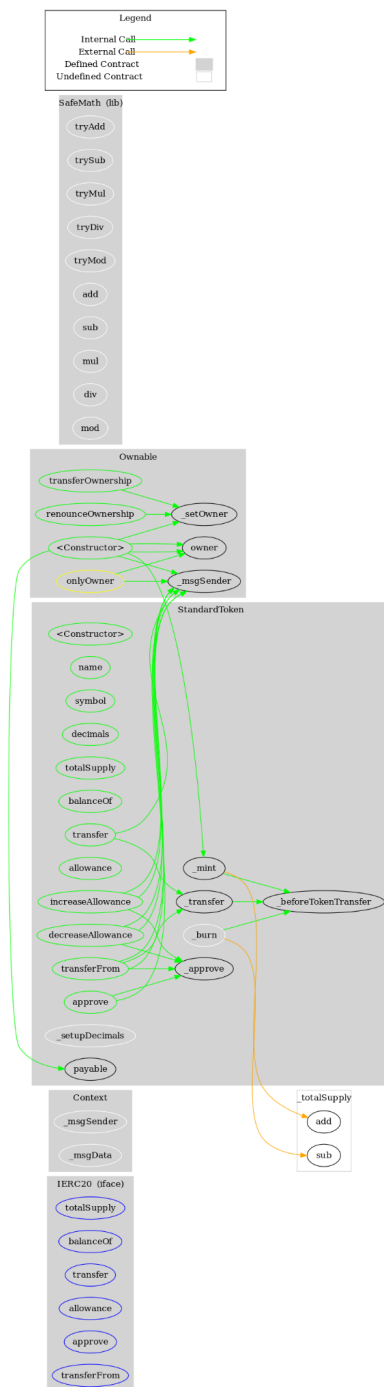 Legend
Internal Call
External Call
Defined Contract
Undefined Contract
SafeMath (lib)
tryAdd
trySub
tryMul
tryDiv
tryMod
add
sub
mul
div
mod
Ownable
transferOwnership
renounceOwnership
_setOwner
<Constructor>
owner
onlyOwner
_msgSender
StandardToken
<Constructor>
name
symbol
decimals
totalSupply
balanceOf
transfer
allowance
_mint
increaseAllowance
_transfer
_beforeTokenTransfer
decreaseAllowance
_burn
transferFrom
_approve
approve
_setupDecimals
payable
Context
_totalSupply
_msgSender
add
_msgData
sub
IERC20 (iface)
totalSupply
balanceOf
transfer
allowance
approve
transferFrom